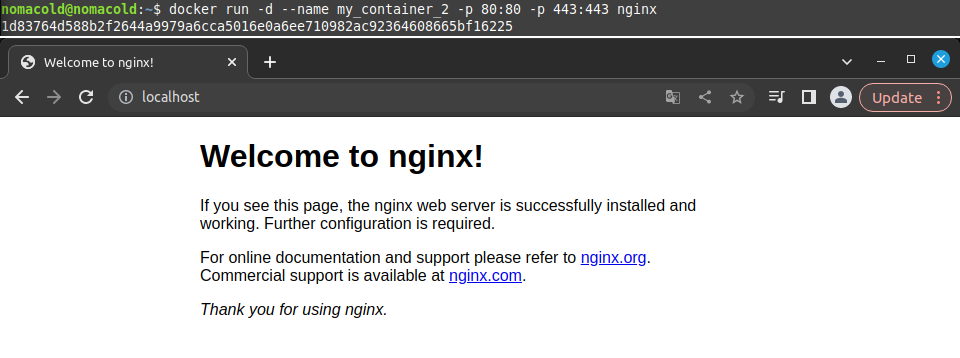 nomacold@nomacold:~$ docker run -d --name my_container_2 -p 80:80 -p 443:443 nginx
1d83764d588b2f2644a9979a6cca5016e0a6ee710982ac92364608665bf16225
Welcome to nginx!
localhost
Update
Welcome to nginx!
If you see this page, the nginx web server is successfully installed and
working. Further configuration is required.
For online documentation and support please refer to nginx.org.
Commercial support is available at nginx.com.
Thank you for using nginx.